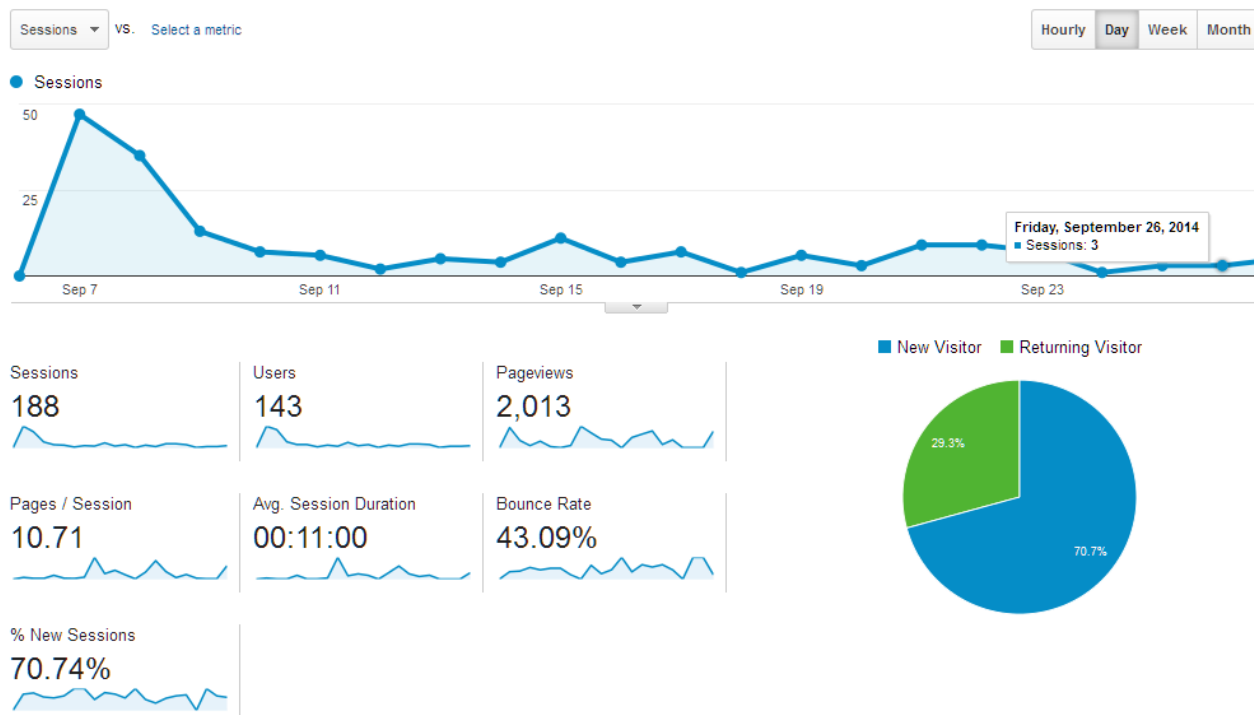 Sessions vs. Select a metric
Hourly Day Week Month
Sessions
50
25
Friday, September 26, 2014
Sessions: 3
Sep 7 Sep 11 Sep 15 Sep 19 Sep 23
New Visitor Returning Visitor
Sessions Users Pageviews
188 143 2,013
29.3%
Pages / Session Avg. Session Duration Bounce Rate
10.71 00:11:00 43.09%
70.7%
% New Sessions
70.74%